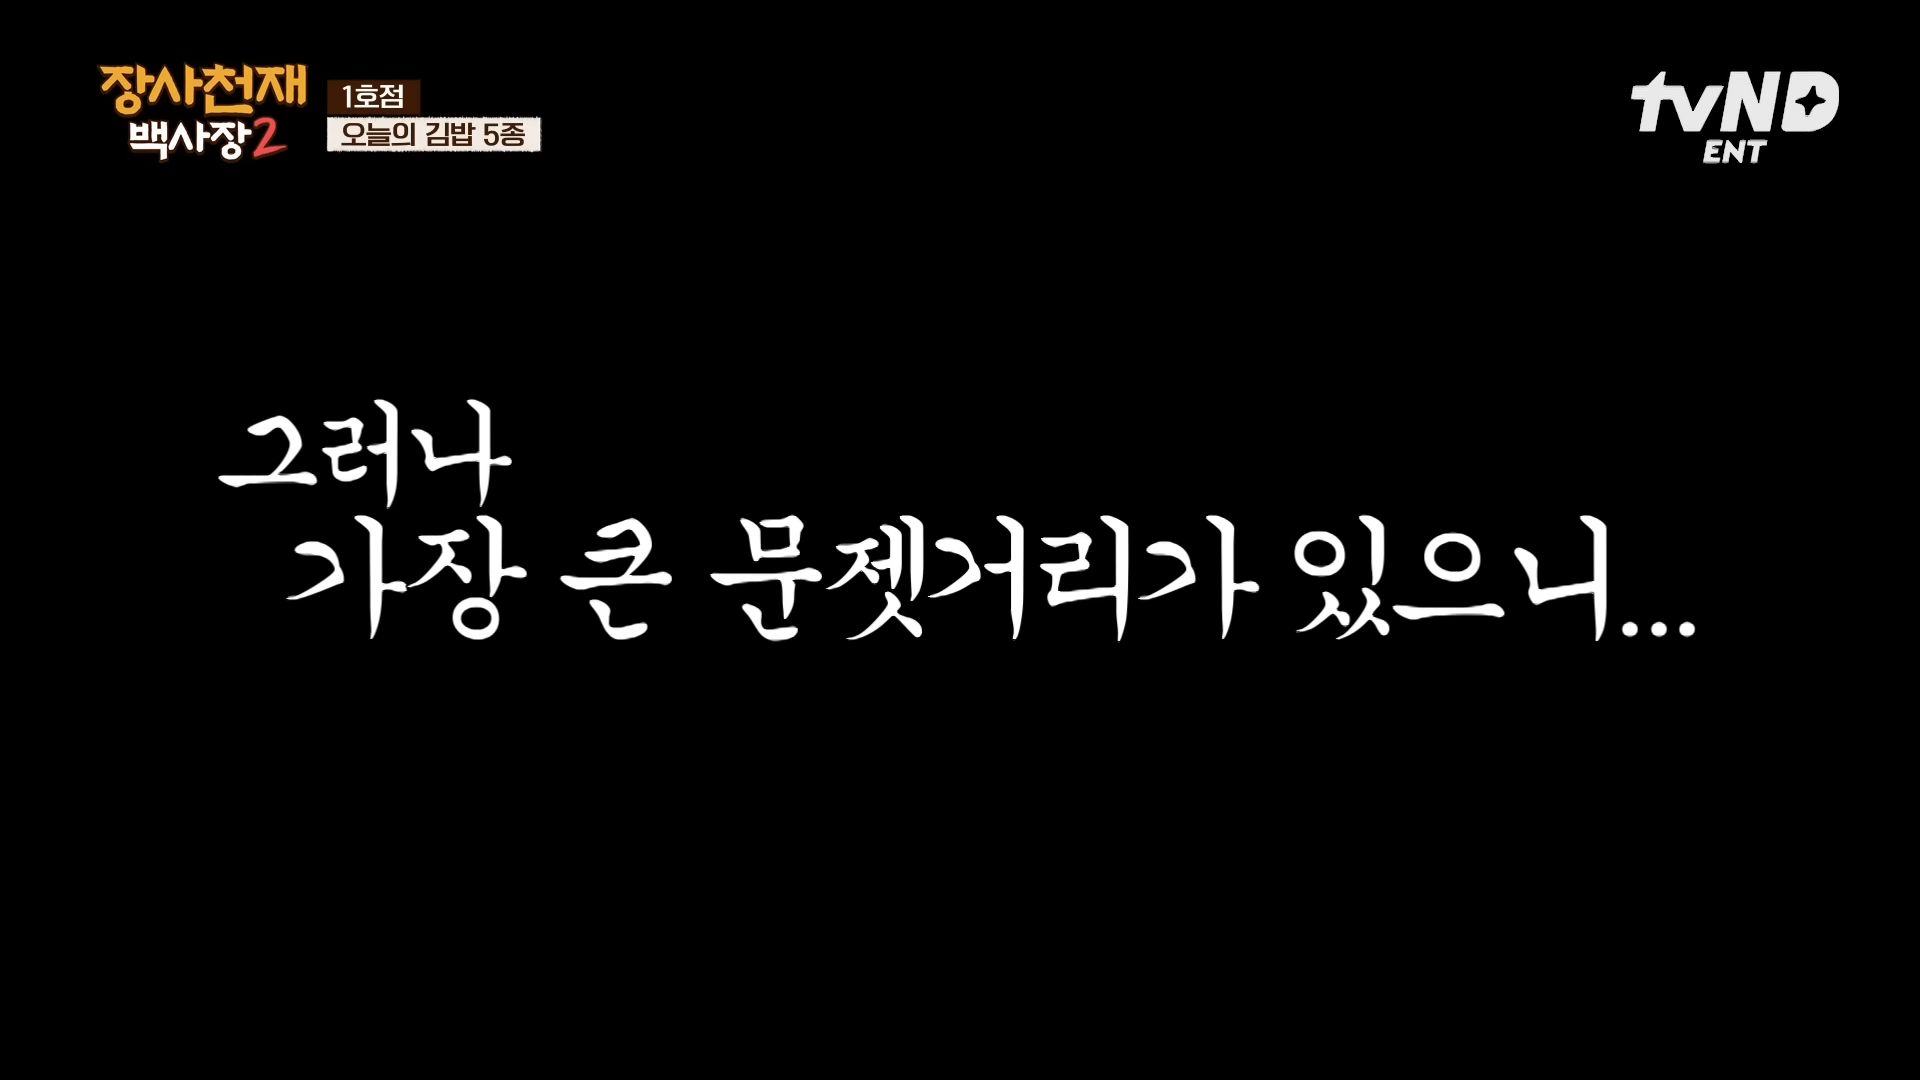 장사천재
백사장2
1호점
오늘의 김밥 5종
tvND
ENT
그러나
가장 큰 문젯거리가 있으니...